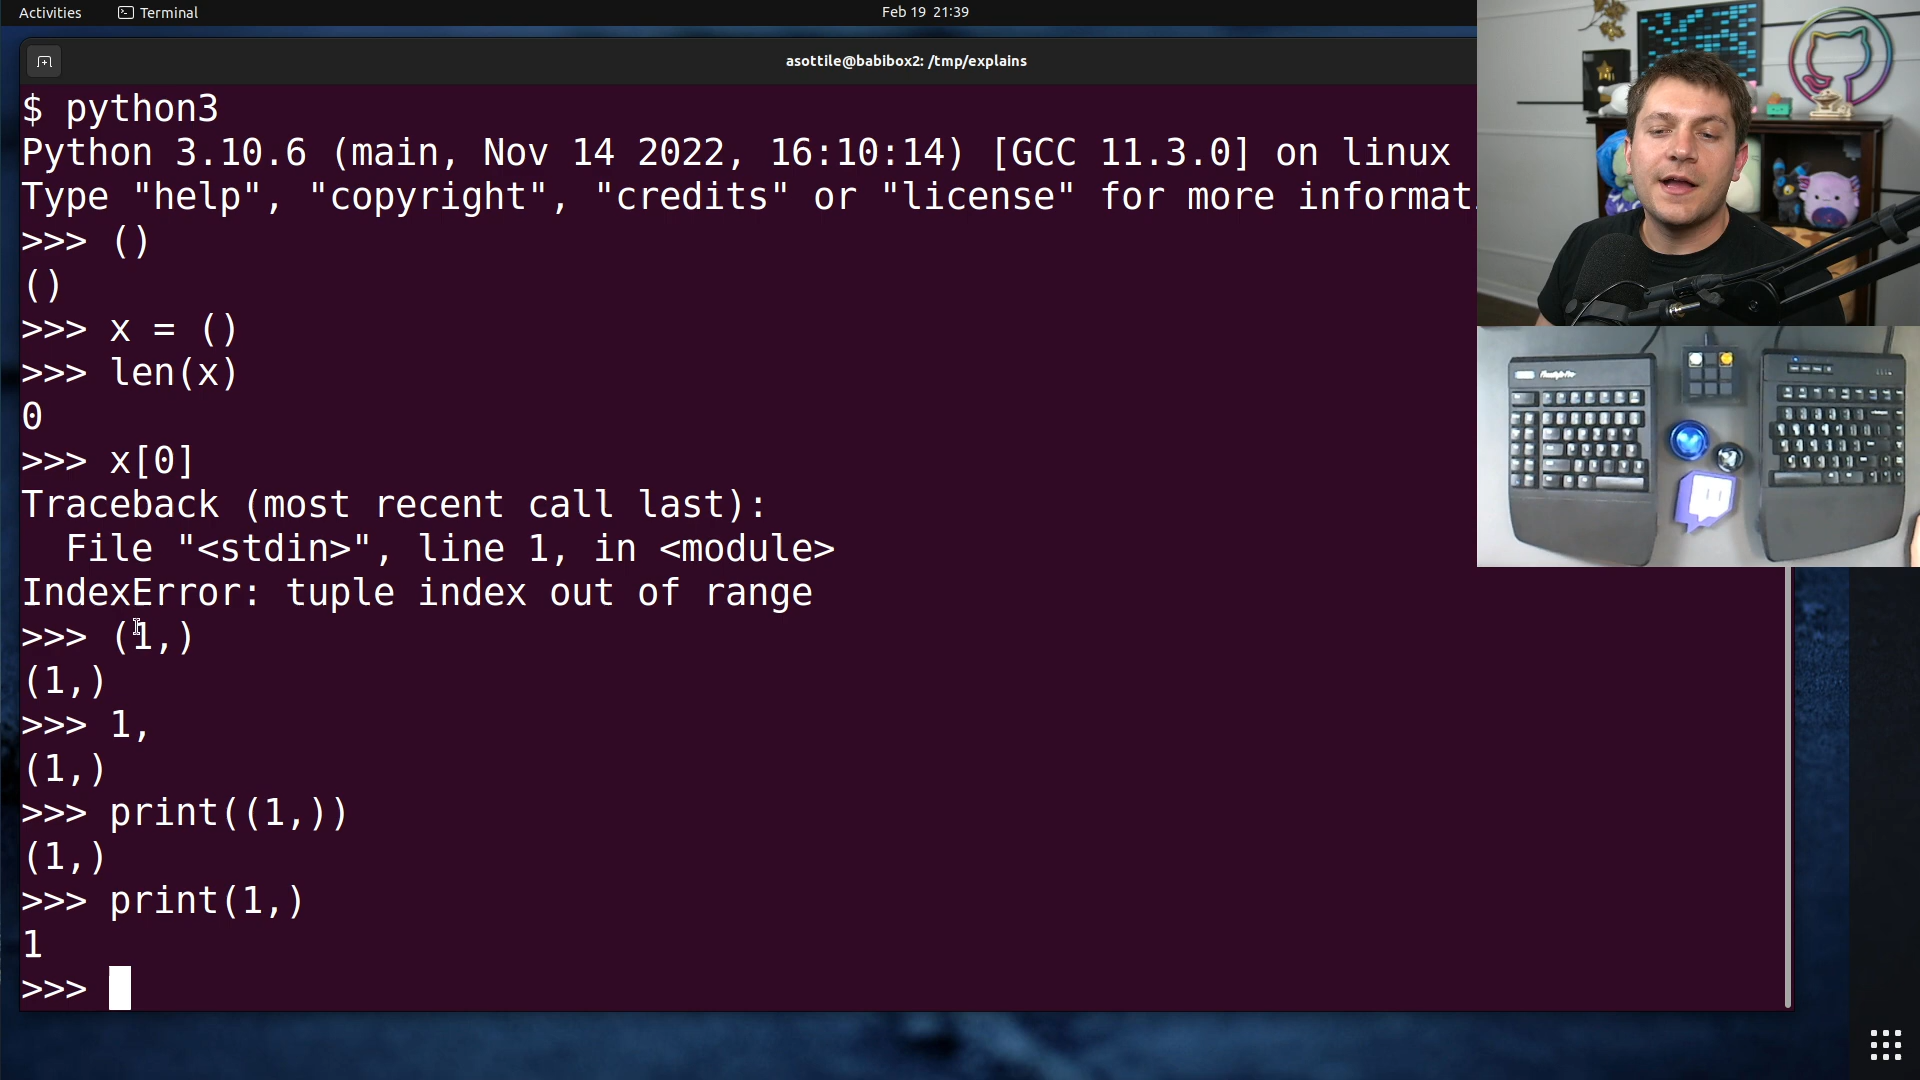 Activities
Terminal
Feb 19 21:39
asottile@babibox2: /tmp/explains
$ python3
Python 3.10.6 (main, Nov 14 2022, 16:10:14) [GCC 11.3.0] on linux
Type "help", "copyright", "credits" or "license" for more informat
>>> ()
()
>>> x = ()
>>> len(x)
0
>>> x[0]
Traceback (most recent call last):
  File "<stdin>", line 1, in <module>
IndexError: tuple index out of range
>>> (1,)
(1,)
>>> 1,
(1,)
>>> print((1,))
(1,)
>>> print(1,)
1
>>>